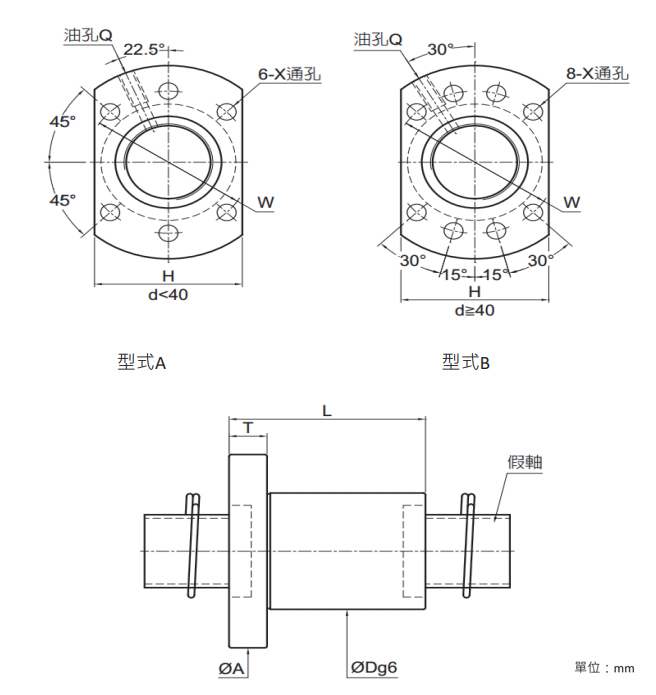 油孔Q
22.5°
6-X通孔
45°
45°
W
H
d<40
油孔Q
30°
8-X通孔
W
30°
15°
15°
30°
H
d≧40
型式A
型式B
L
T
假軸
ØA
ØDg6
單位：mm